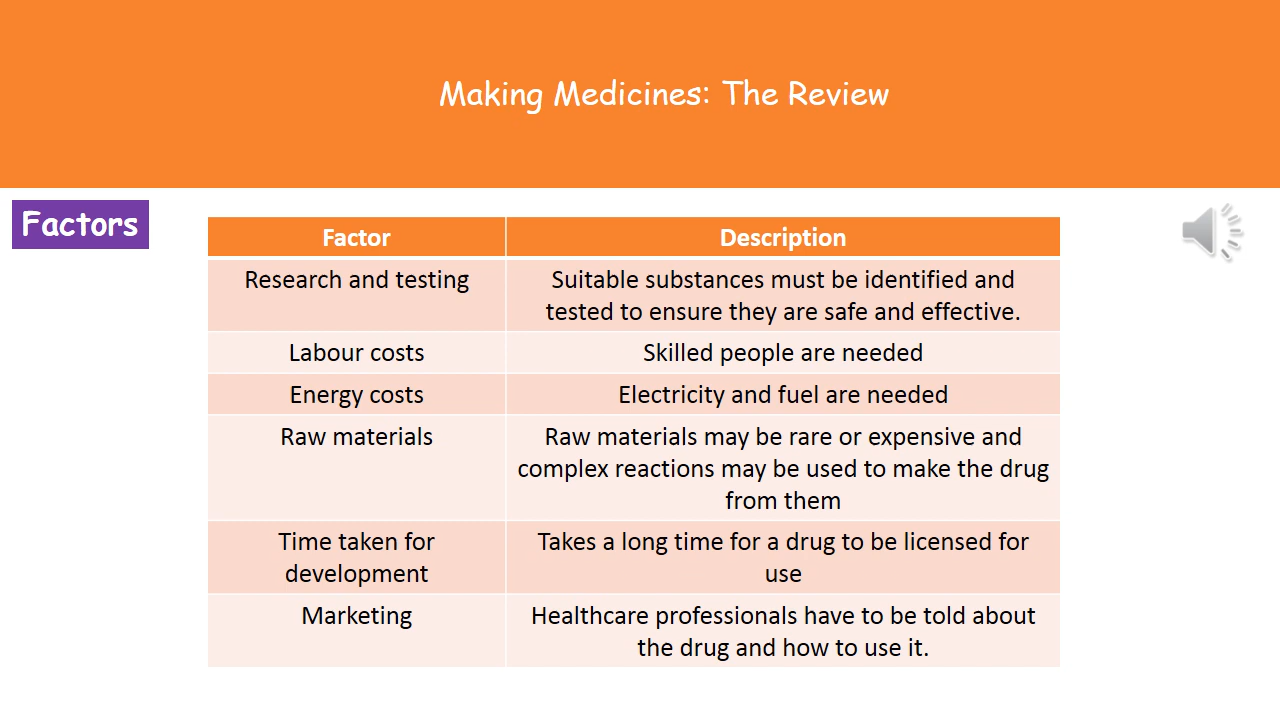 Making Medicines: The Review
Factors
Factor
Description
Research and testing
Suitable substances must be identified and
tested to ensure they are safe and effective.
Labour costs
Skilled people are needed
Energy costs
Electricity and fuel are needed
Raw materials
Raw materials may be rare or expensive and
complex reactions may be used to make the drug
from them
Time taken for
development
Takes a long time for a drug to be licensed for
use
Marketing
Healthcare professionals have to be told about
the drug and how to use it.